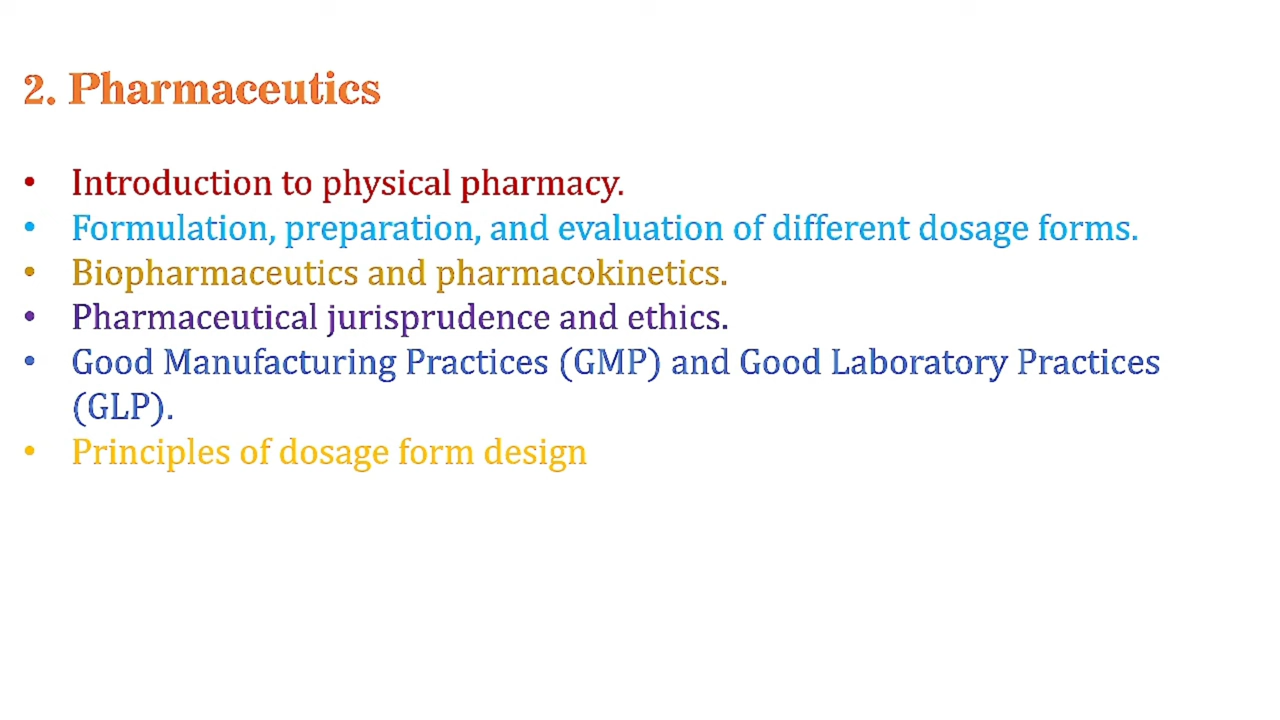 2. Pharmaceutics
• Introduction to physical pharmacy.
• Formulation, preparation, and evaluation of different dosage forms.
• Biopharmaceutics and pharmacokinetics.
• Pharmaceutical jurisprudence and ethics.
• Good Manufacturing Practices (GMP) and Good Laboratory Practices
(GLP).
• Principles of dosage form design